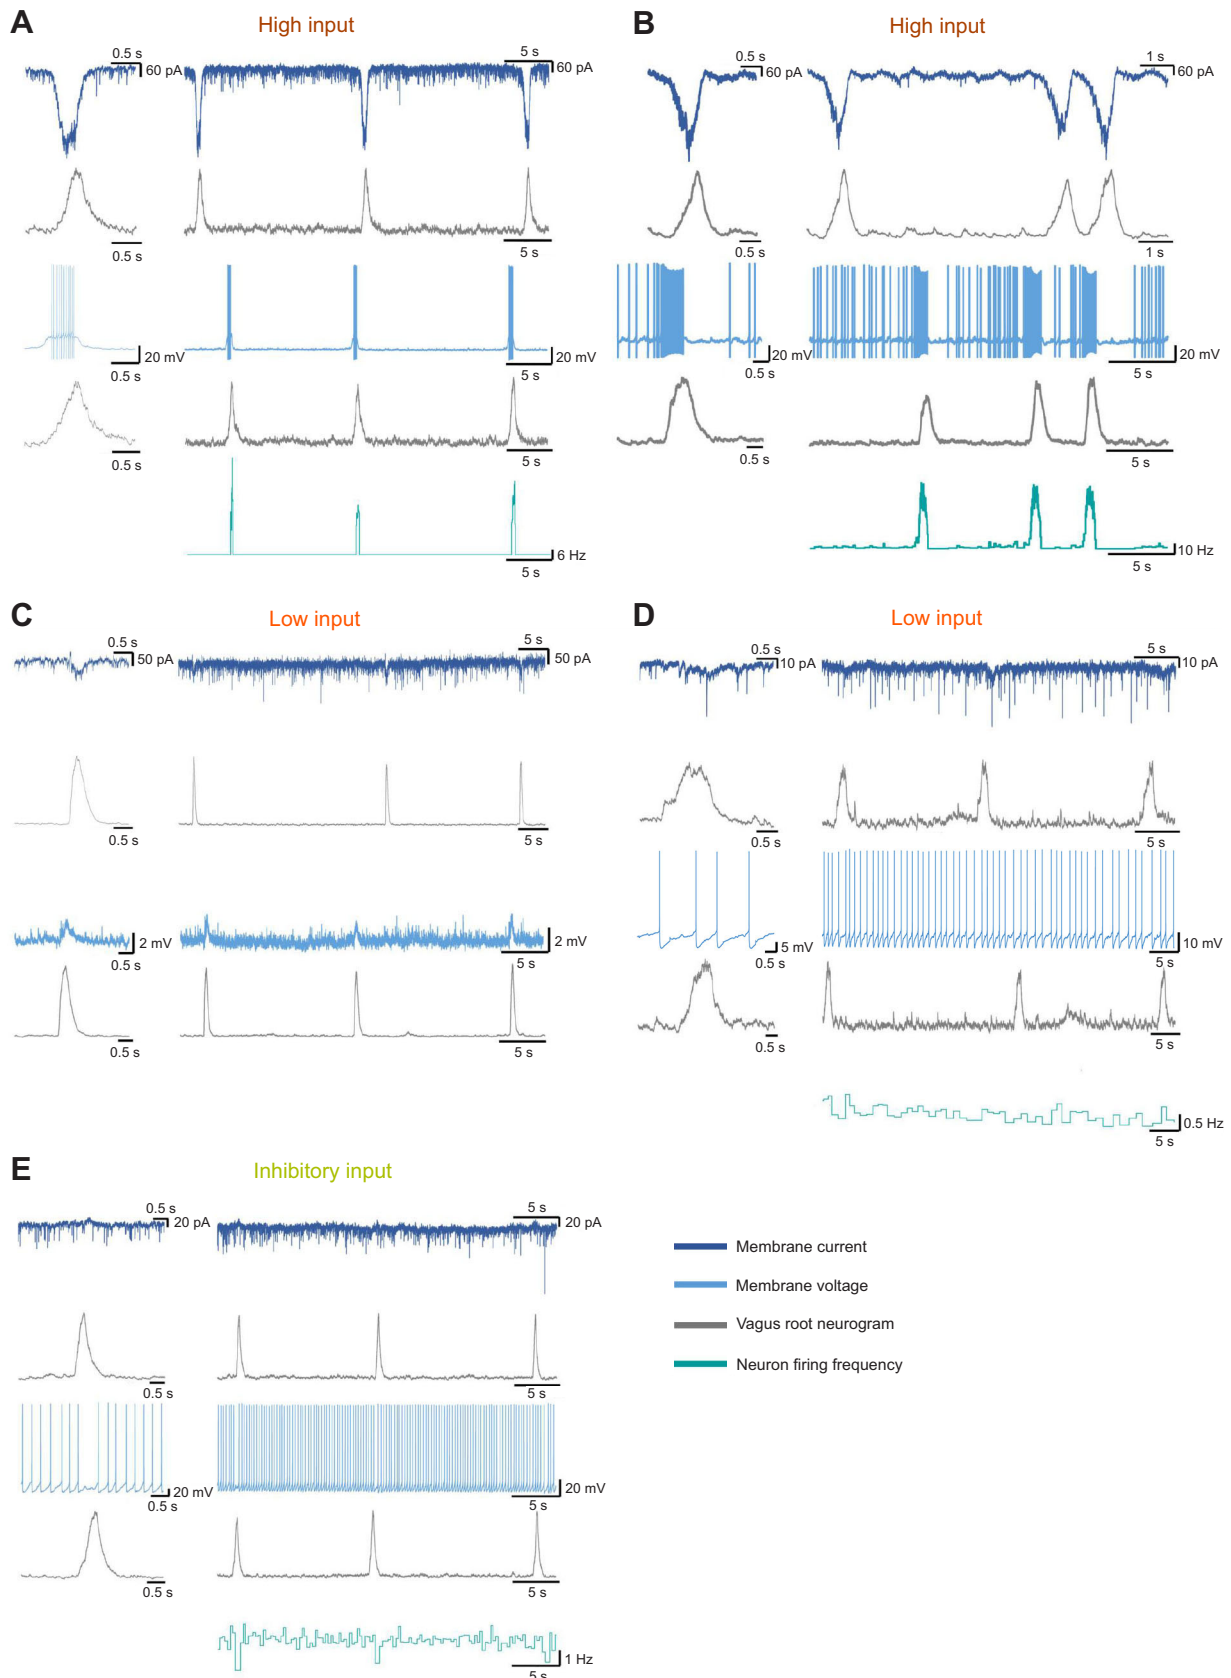 A
High input
0.5 s
60 pA
5 s
60 pA
0.5 s
5 s
20 mV
0.5 s
20 mV
5 s
0.5 s
5 s
6 Hz
5 s
B
High input
0.5 s
60 pA
1 s
60 pA
0.5 s
1 s
20 mV
0.5 s
20 mV
5 s
0.5 s
5 s
10 Hz
5 s
C
Low input
0.5 s
50 pA
5 s
50 pA
0.5 s
5 s
2 mV
0.5 s
2 mV
5 s
0.5 s
5 s
D
Low input
0.5 s
10 pA
5 s
10 pA
0.5 s
5 s
5 mV
0.5 s
10 mV
5 s
0.5 s
5 s
0.5 Hz
5 s
E
Inhibitory input
0.5 s
20 pA
5 s
20 pA
0.5 s
5 s
20 mV
0.5 s
20 mV
5 s
0.5 s
5 s
1 Hz
5 s
Membrane current
Membrane voltage
Vagus root neurogram
Neuron firing frequency